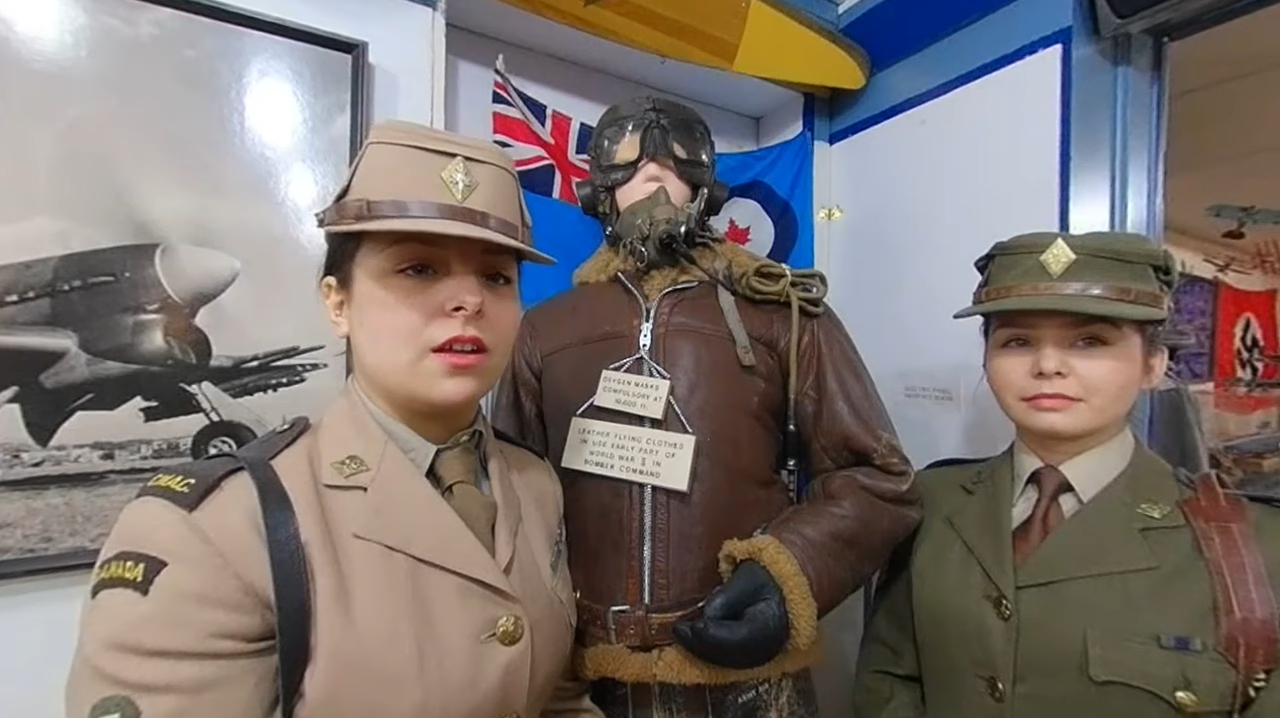 C.W.A.C.
CANADA
OXYGEN MASKS
COMPULSORY AT
10,000 ft.
LEATHER FLYING CLOTHES
IN USE EARLY PART OF
WORLD WAR II IN
BOMBER COMMAND